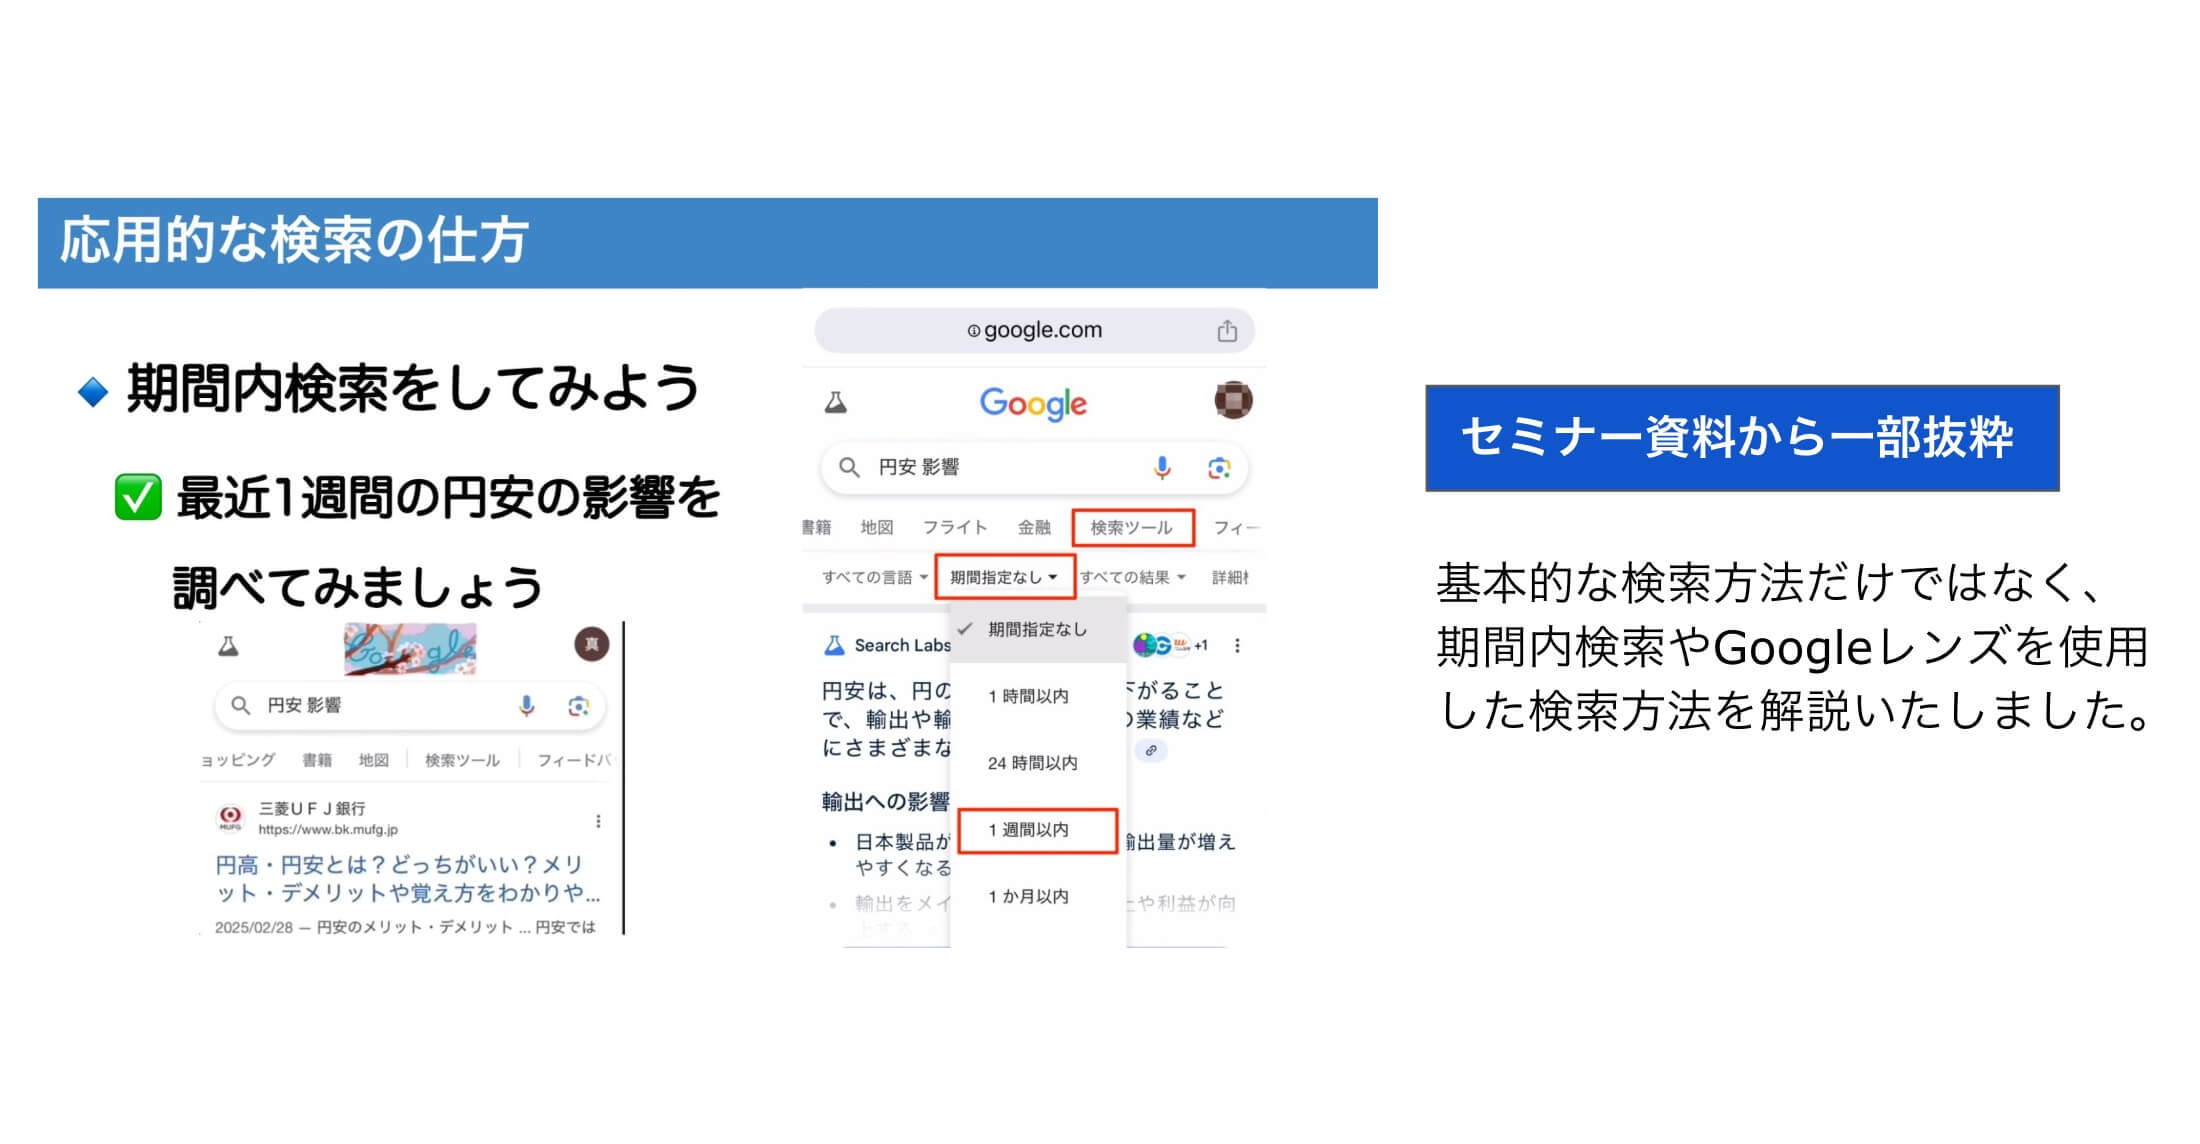 応用的な検索の仕方
期間内検索をしてみよう
最近1週間の円安の影響を
調べてみましょう
Google
真
円安 影響
ョッピング 書籍 地図 検索ツール フィードバ
三菱UFJ銀行
MUFG
https://www.bk.mufg.jp
円高・円安とは？どっちがいい？メリ
ット・デメリットや覚え方をわかりや...
2025/02/28 — 円安のメリット・デメリット ... 円安では
google.com
Google
円安 影響
書籍 地図 フライト 金融 検索ツール フィー
すべての言語 期間指定なし すべての結果 詳細
期間指定なし
Search Labs +1
1 時間以内
円安は、円の 下がること
で、輸出や輸 の業績など
にさまざまな
24 時間以内
輸出への影響
1 週間以内
日本製品が 輸出量が増え
やすくなる
1 か月以内
輸出をメイ 上や利益が向
上する
セミナー資料から一部抜粋
基本的な検索方法だけではなく、
期間内検索やGoogleレンズを使用
した検索方法を解説いたしました。